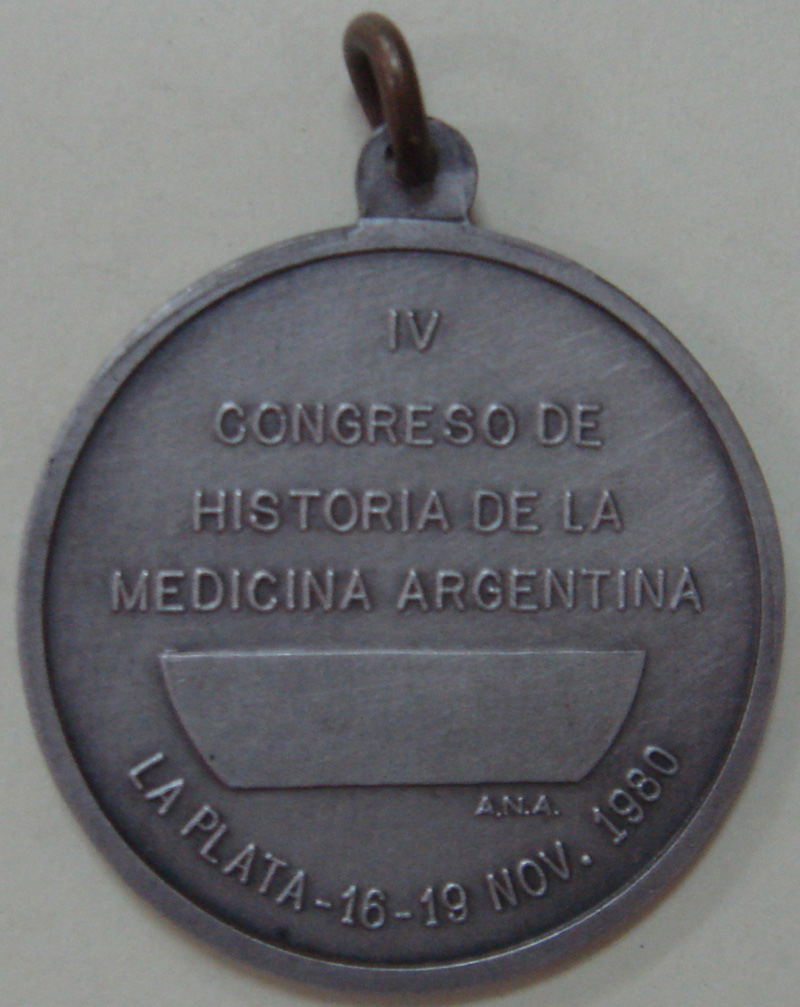 IV
CONGRESO DE
HISTORIA DE LA
MEDICINA ARGENTINA
A.N.A.
LA PLATA-16-19 NOV. 1980